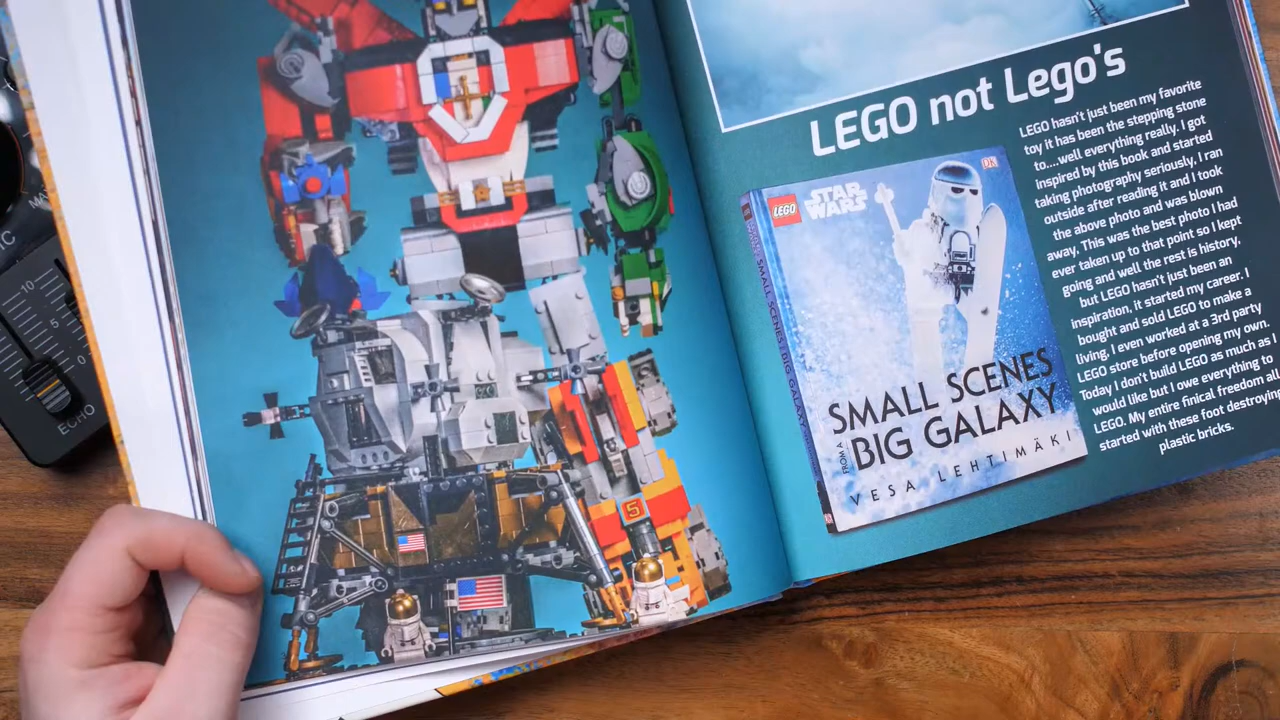 LEGO not Lego's
LEGO hasn't just been my favorite
toy it has been the stepping stone
to....well everything really. I got
inspired by this book and started
taking photography seriously, I ran
outside after reading it and I took
the above photo and was blown
away. This was the best photo I had
ever taken up to that point so I kept
going and well the rest is history,
but LEGO hasn't just been an
inspiration, it started my career. I
bought and sold LEGO to make a
living, I even worked at a 3rd party
LEGO store before opening my own.
Today I don't build LEGO as much as I
would like but I owe everything to
LEGO. My entire finical freedom all
started with these foot destroying
plastic bricks.
DK
LEGO
STAR
WARS
SMALL SCENES
FROM A
BIG GALAXY
VESA LEHTIMÄKI
SMALL SCENES BIG GALAXY
5
10
5
0
ECHO